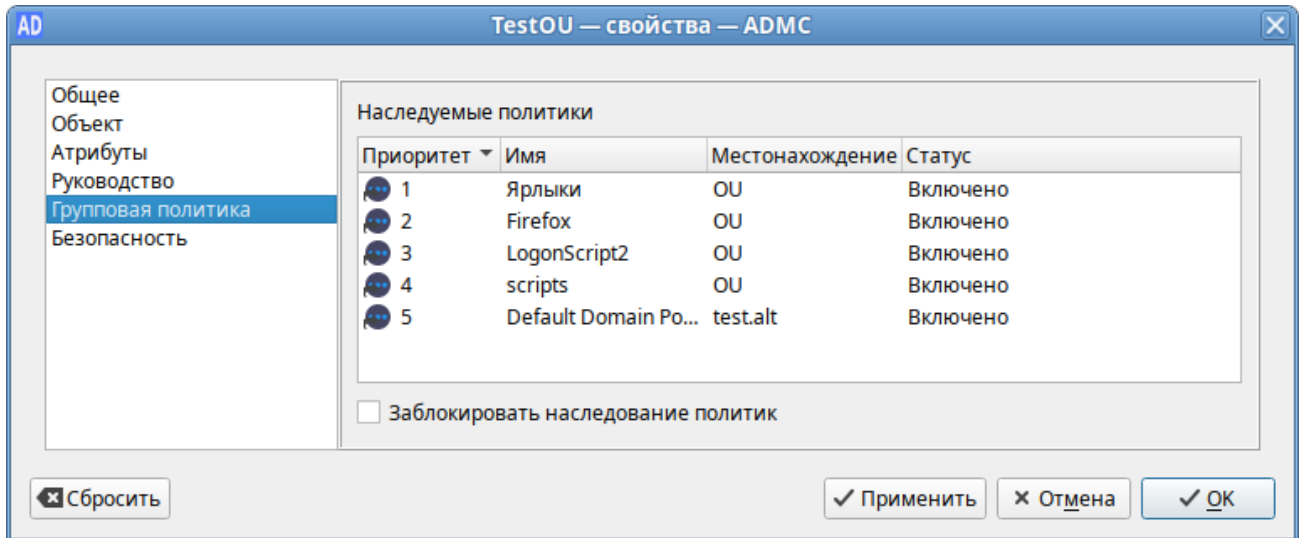 AD TestOU — свойства — ADMC
Общее
Объект
Атрибуты
Руководство
Групповая политика
Безопасность
Наследуемые политики
Приоритет Имя Местонахождение Статус
1 Ярлыки OU Включено
2 Firefox OU Включено
3 LogonScript2 OU Включено
4 scripts OU Включено
5 Default Domain Po... test.alt Включено
Заблокировать наследование политик
Сбросить Применить Отмена OK